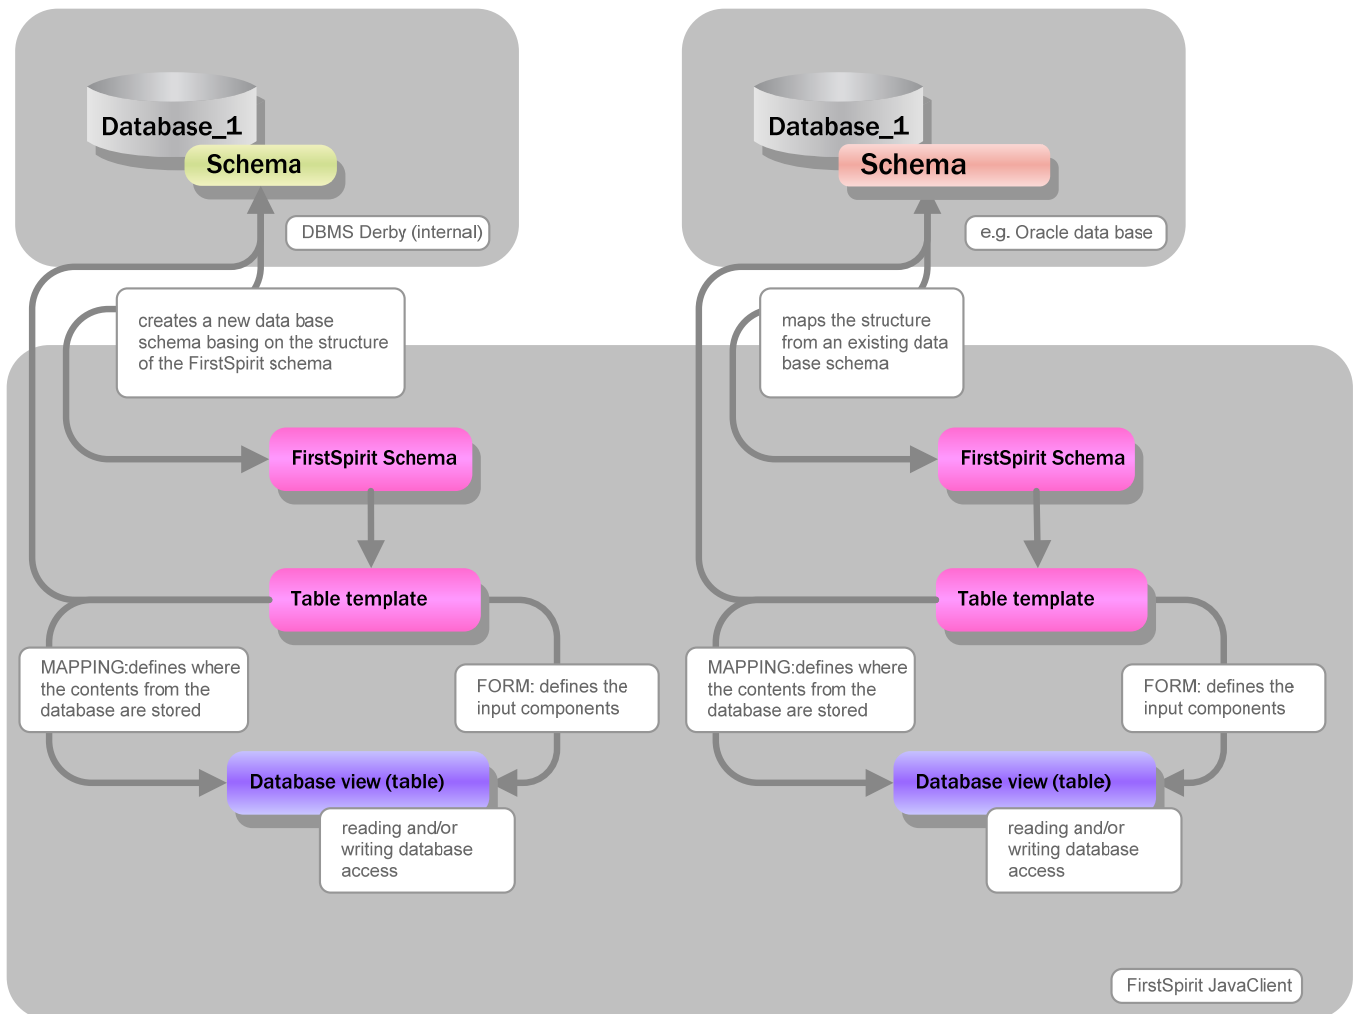 Database_1
Schema
DBMS Derby (internal)
Database_1
Schema
e.g. Oracle data base
creates a new data base
schema basing on the structure
of the FirstSpirit schema
maps the structure
from an existing data
base schema
FirstSpirit Schema
FirstSpirit Schema
Table template
Table template
MAPPING:defines where
the contents from the
database are stored
FORM: defines the
input components
MAPPING:defines where
the contents from the
database are stored
FORM: defines the
input components
Database view (table)
reading and/or
writing database
access
Database view (table)
reading and/or
writing database
access
FirstSpirit JavaClient